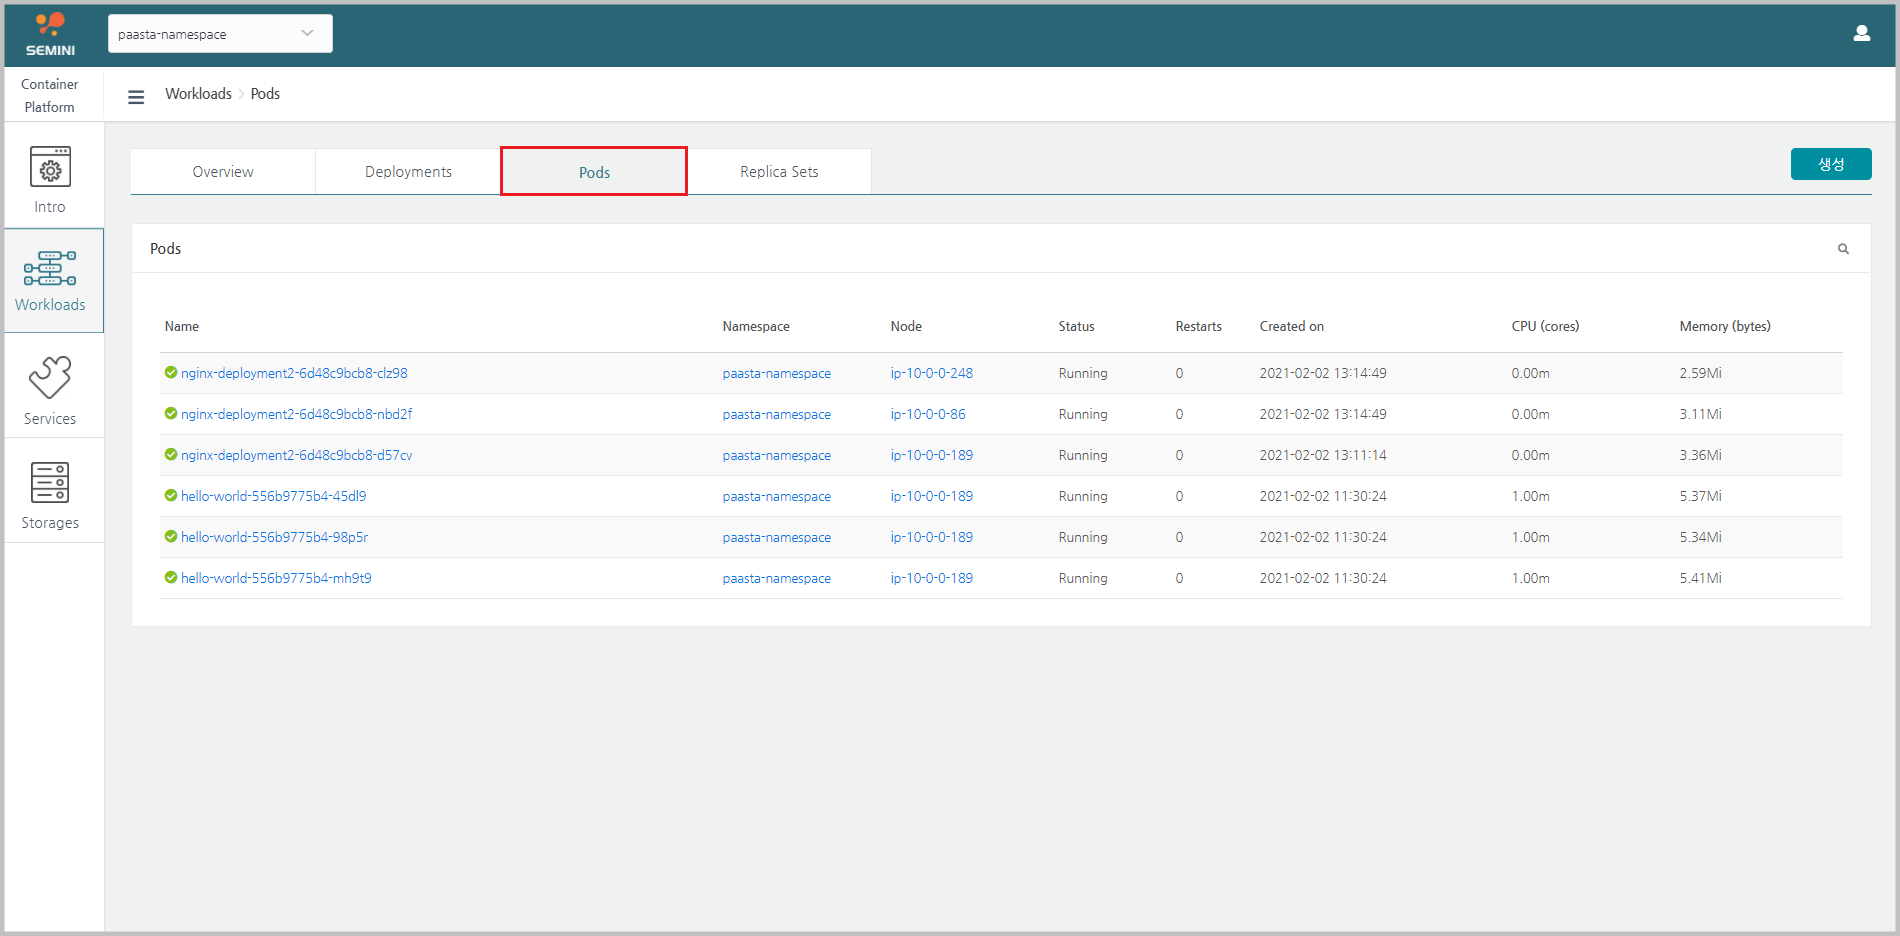 SEMINI
paasta-namespace
Container
Platform
Workloads > Pods
Intro
Workloads
Services
Storages
Overview Deployments Pods Replica Sets 생성
Pods
Name Namespace Node Status Restarts Created on CPU (cores) Memory (bytes)
nginx-deployment2-6d48c9bcb8-clz98 paasta-namespace ip-10-0-0-248 Running 0 2021-02-02 13:14:49 0.00m 2.59Mi
nginx-deployment2-6d48c9bcb8-nbd2f paasta-namespace ip-10-0-0-86 Running 0 2021-02-02 13:14:49 0.00m 3.11Mi
nginx-deployment2-6d48c9bcb8-d57cv paasta-namespace ip-10-0-0-189 Running 0 2021-02-02 13:11:14 0.00m 3.36Mi
hello-world-556b9775b4-45dl9 paasta-namespace ip-10-0-0-189 Running 0 2021-02-02 11:30:24 1.00m 5.37Mi
hello-world-556b9775b4-98p5r paasta-namespace ip-10-0-0-189 Running 0 2021-02-02 11:30:24 1.00m 5.34Mi
hello-world-556b9775b4-mh9t9 paasta-namespace ip-10-0-0-189 Running 0 2021-02-02 11:30:24 1.00m 5.41Mi